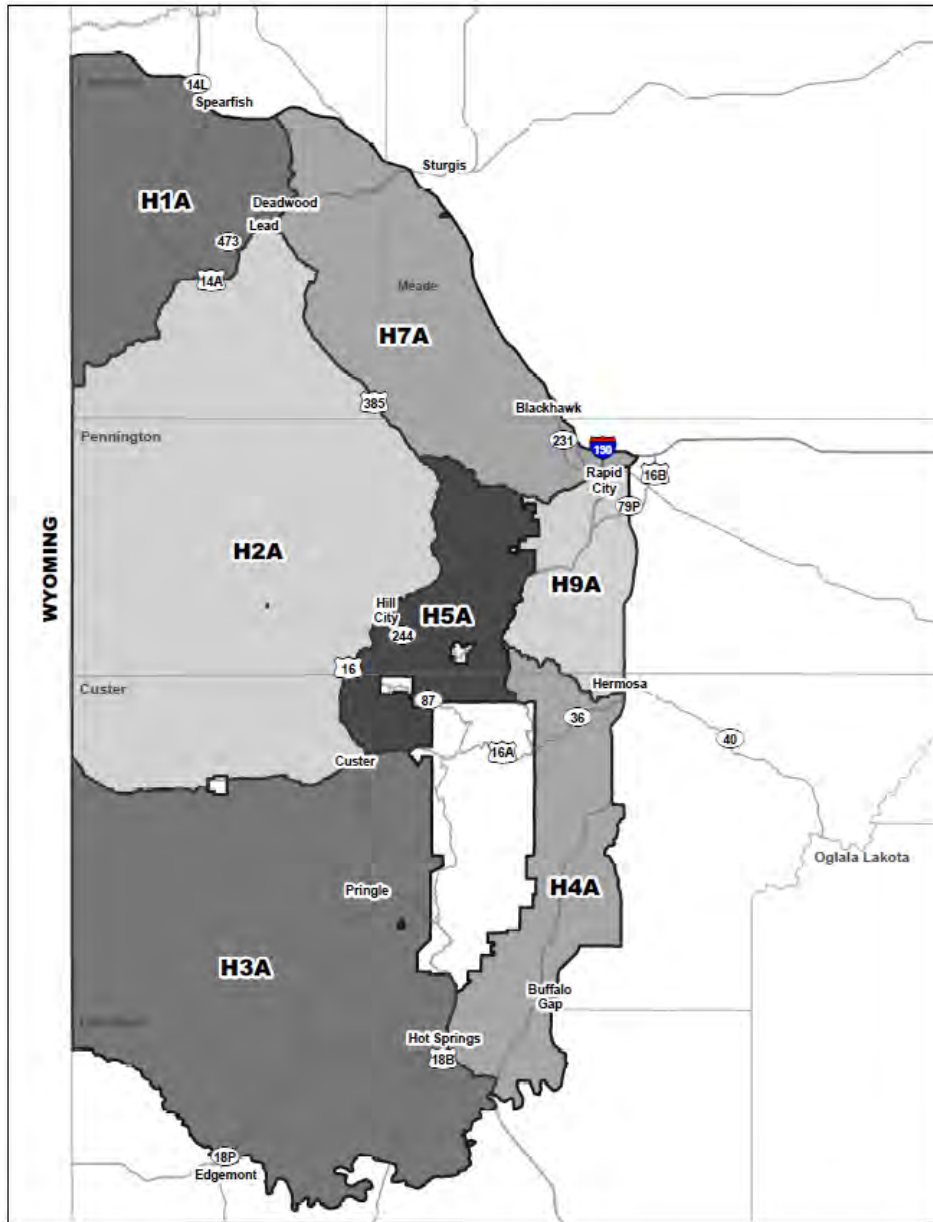 14L
Spearfish
Sturgis
H1A
Deadwood
Lead
473
14A
Meade
H7A
385
Blackhawk
Pennington
231
190
Rapid
City
16B
79P
WYOMING
H2A
H9A
Hill
City
H5A
244
16
Custer
Hermosa
87
36
40
16A
Custer
Oglala Lakota
Pringle
H4A
H3A
Buffalo
Gap
Hot Springs
18B
18P
Edgemont